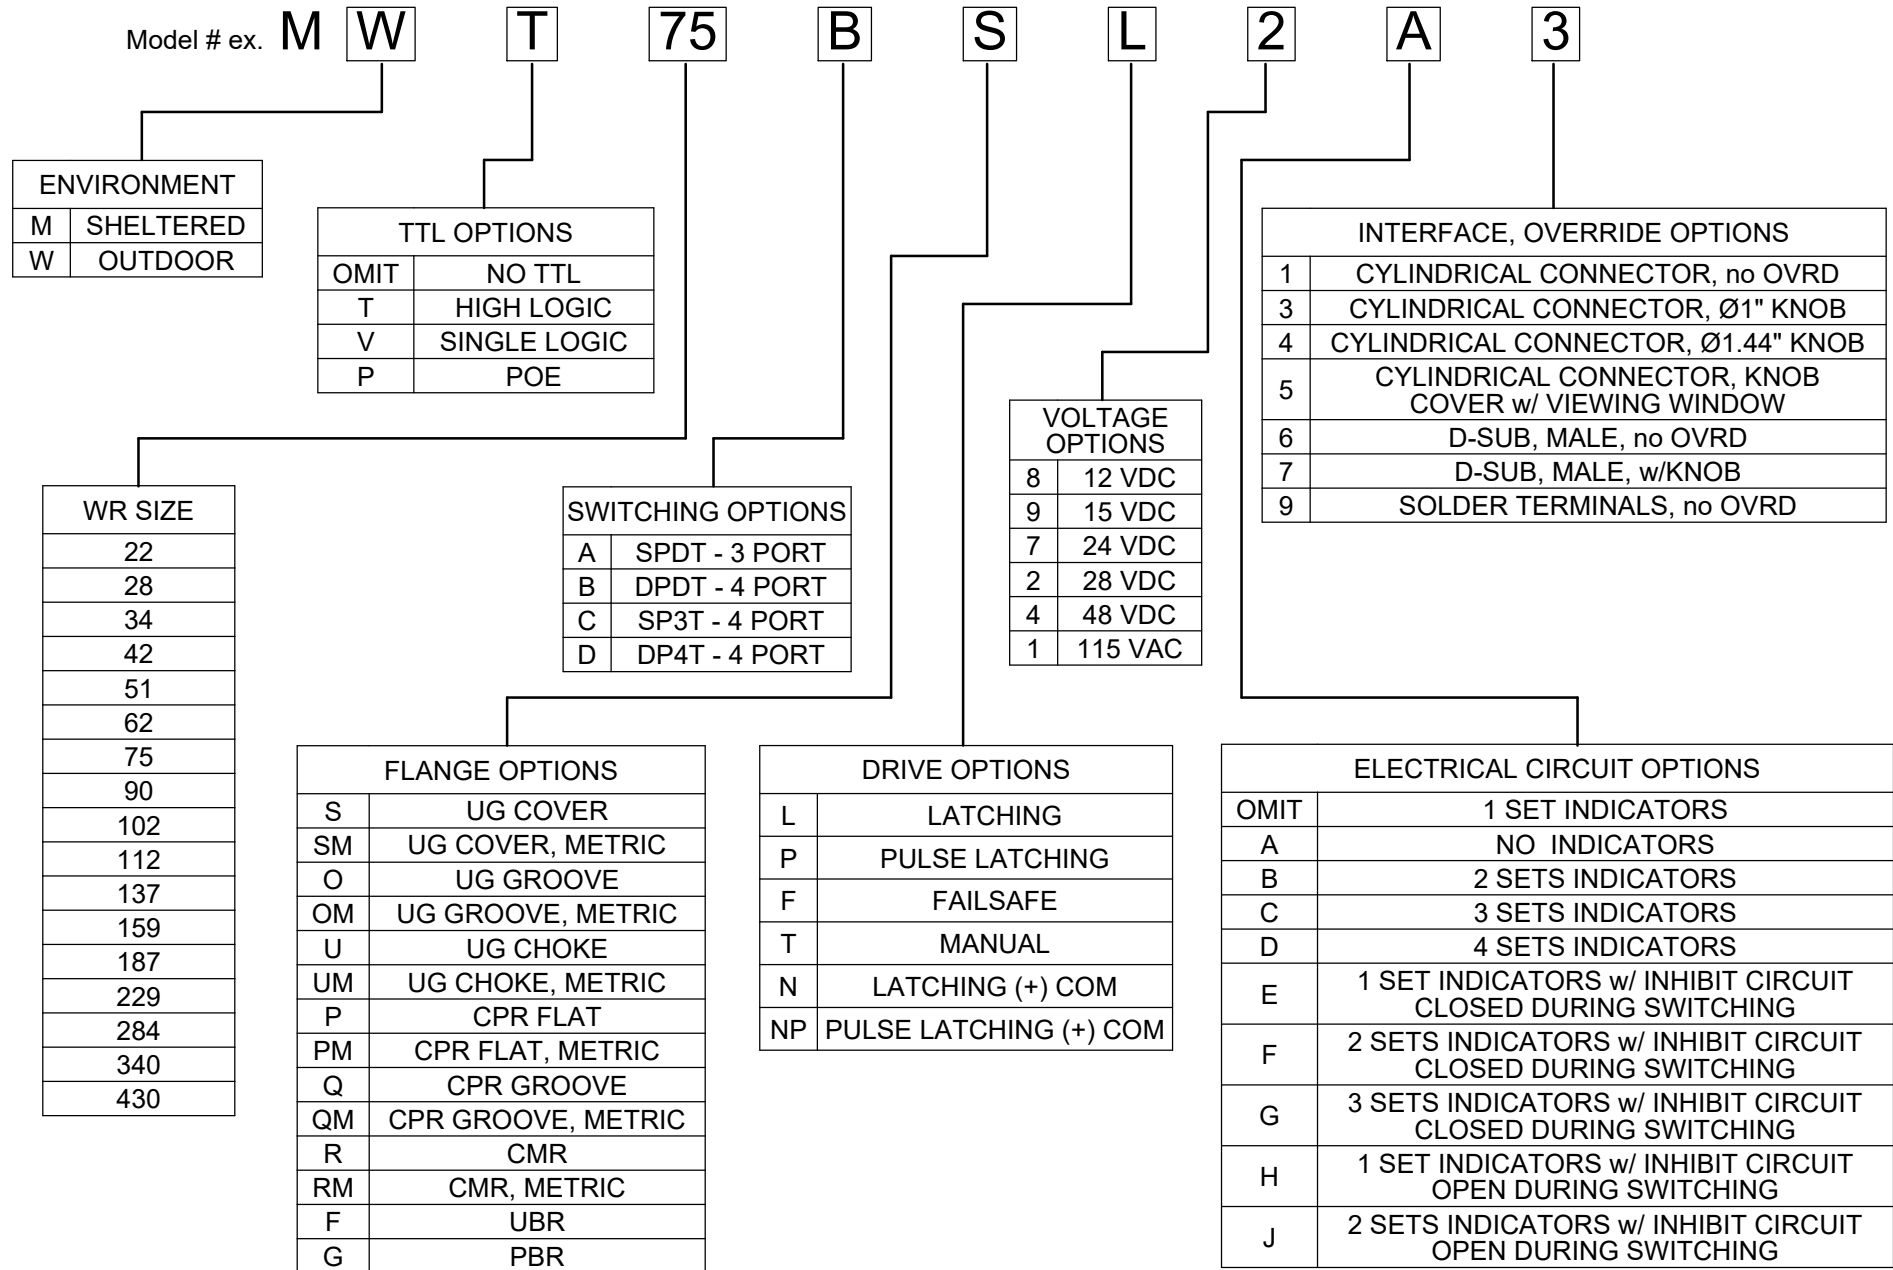 Model # ex. M W T 75 B S L 2 A 3
ENVIRONMENT
M SHELTERED
W OUTDOOR
TTL OPTIONS
OMIT NO TTL
T HIGH LOGIC
V SINGLE LOGIC
P POE
INTERFACE, OVERRIDE OPTIONS
1 CYLINDRICAL CONNECTOR, no OVRD
3 CYLINDRICAL CONNECTOR, Ø1" KNOB
4 CYLINDRICAL CONNECTOR, Ø1.44" KNOB
5 CYLINDRICAL CONNECTOR, KNOB
COVER w/ VIEWING WINDOW
6 D-SUB, MALE, no OVRD
7 D-SUB, MALE, w/KNOB
9 SOLDER TERMINALS, no OVRD
VOLTAGE
OPTIONS
8 12 VDC
9 15 VDC
7 24 VDC
2 28 VDC
4 48 VDC
1 115 VAC
WR SIZE
22
28
34
42
51
62
75
90
102
112
137
159
187
229
284
340
430
SWITCHING OPTIONS
A SPDT - 3 PORT
B DPDT - 4 PORT
C SP3T - 4 PORT
D DP4T - 4 PORT
FLANGE OPTIONS
S UG COVER
SM UG COVER, METRIC
O UG GROOVE
OM UG GROOVE, METRIC
U UG CHOKE
UM UG CHOKE, METRIC
P CPR FLAT
PM CPR FLAT, METRIC
Q CPR GROOVE
QM CPR GROOVE, METRIC
R CMR
RM CMR, METRIC
F UBR
G PBR
DRIVE OPTIONS
L LATCHING
P PULSE LATCHING
F FAILSAFE
T MANUAL
N LATCHING (+) COM
NP PULSE LATCHING (+) COM
ELECTRICAL CIRCUIT OPTIONS
OMIT 1 SET INDICATORS
A NO INDICATORS
B 2 SETS INDICATORS
C 3 SETS INDICATORS
D 4 SETS INDICATORS
E 1 SET INDICATORS w/ INHIBIT CIRCUIT
CLOSED DURING SWITCHING
F 2 SETS INDICATORS w/ INHIBIT CIRCUIT
CLOSED DURING SWITCHING
G 3 SETS INDICATORS w/ INHIBIT CIRCUIT
CLOSED DURING SWITCHING
H 1 SET INDICATORS w/ INHIBIT CIRCUIT
OPEN DURING SWITCHING
J 2 SETS INDICATORS w/ INHIBIT CIRCUIT
OPEN DURING SWITCHING